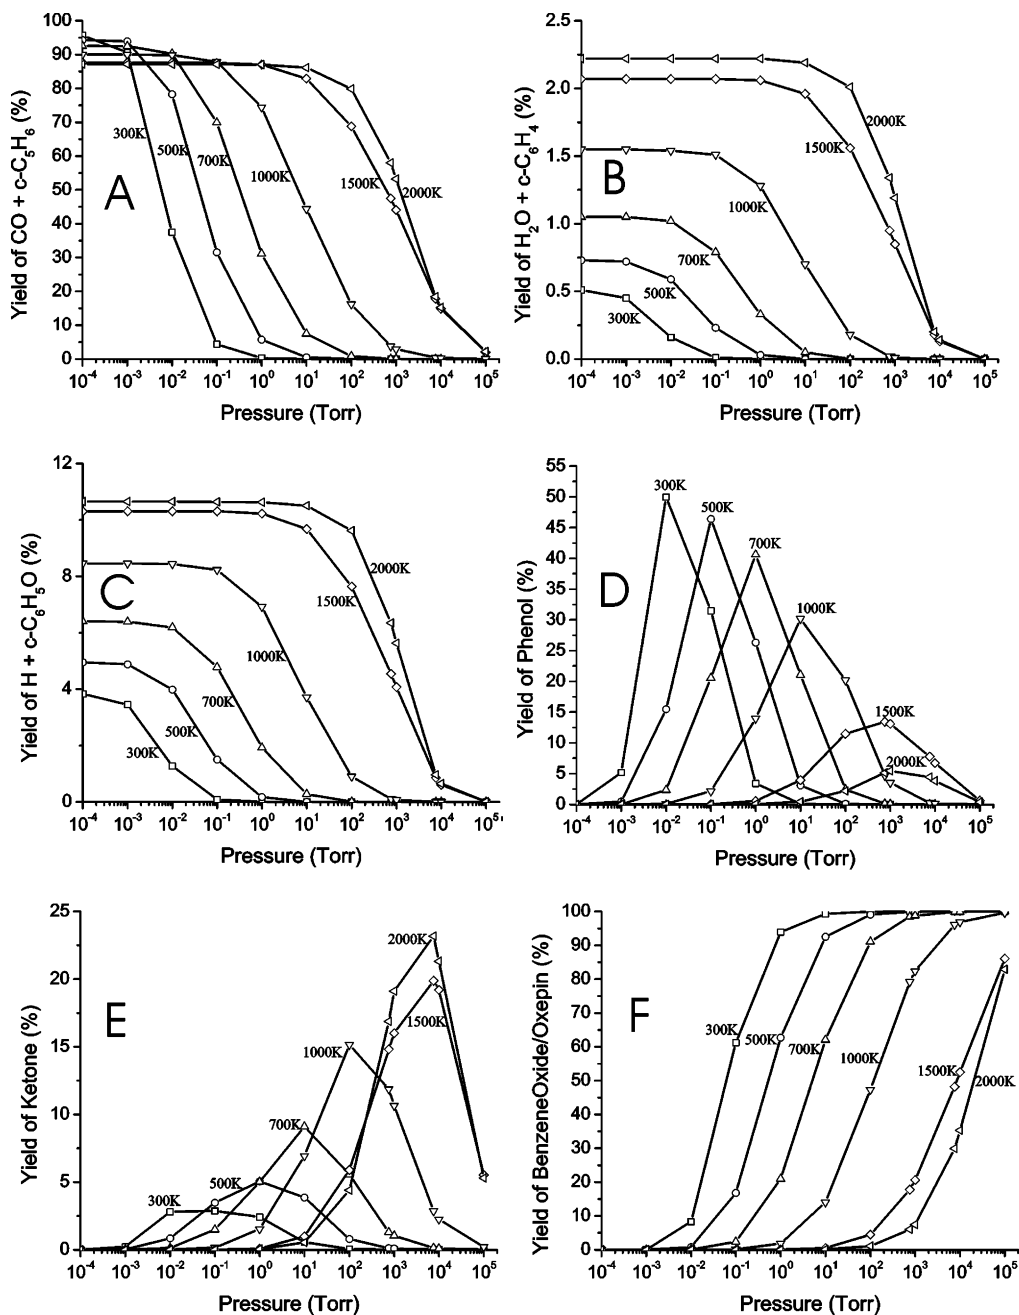 100
90
80
70
60
50
40
30
20
10
0
Yield of CO + c-C5H6 (%)
A
300K
500K
700K
1000K
1500K
2000K
10-4 10-3 10-2 10-1 100 101 102 103 104 105
Pressure (Torr)
2.5
2.0
1.5
1.0
0.5
0.0
Yield of H2O + c-C6H4 (%)
B
2000K
1500K
1000K
700K
500K
300K
10-4 10-3 10-2 10-1 100 101 102 103 104 105
Pressure (Torr)
12
8
4
0
Yield of H + c-C6H5O (%)
C
2000K
1500K
1000K
700K
500K
300K
10-4 10-3 10-2 10-1 100 101 102 103 104 105
Pressure (Torr)
55
50
45
40
35
30
25
20
15
10
5
0
Yield of Phenol (%)
D
300K
500K
700K
1000K
1500K
2000K
10-4 10-3 10-2 10-1 100 101 102 103 104 105
Pressure (Torr)
25
20
15
10
5
0
Yield of Ketone (%)
E
2000K
1500K
1000K
700K
500K
300K
10-4 10-3 10-2 10-1 100 101 102 103 104 105
Pressure (Torr)
100
90
80
70
60
50
40
30
20
10
0
Yield of BenzeneOxide/Oxepin (%)
F
300K
500K
700K
1000K
1500K
2000K
10-4 10-3 10-2 10-1 100 101 102 103 104 105
Pressure (Torr)